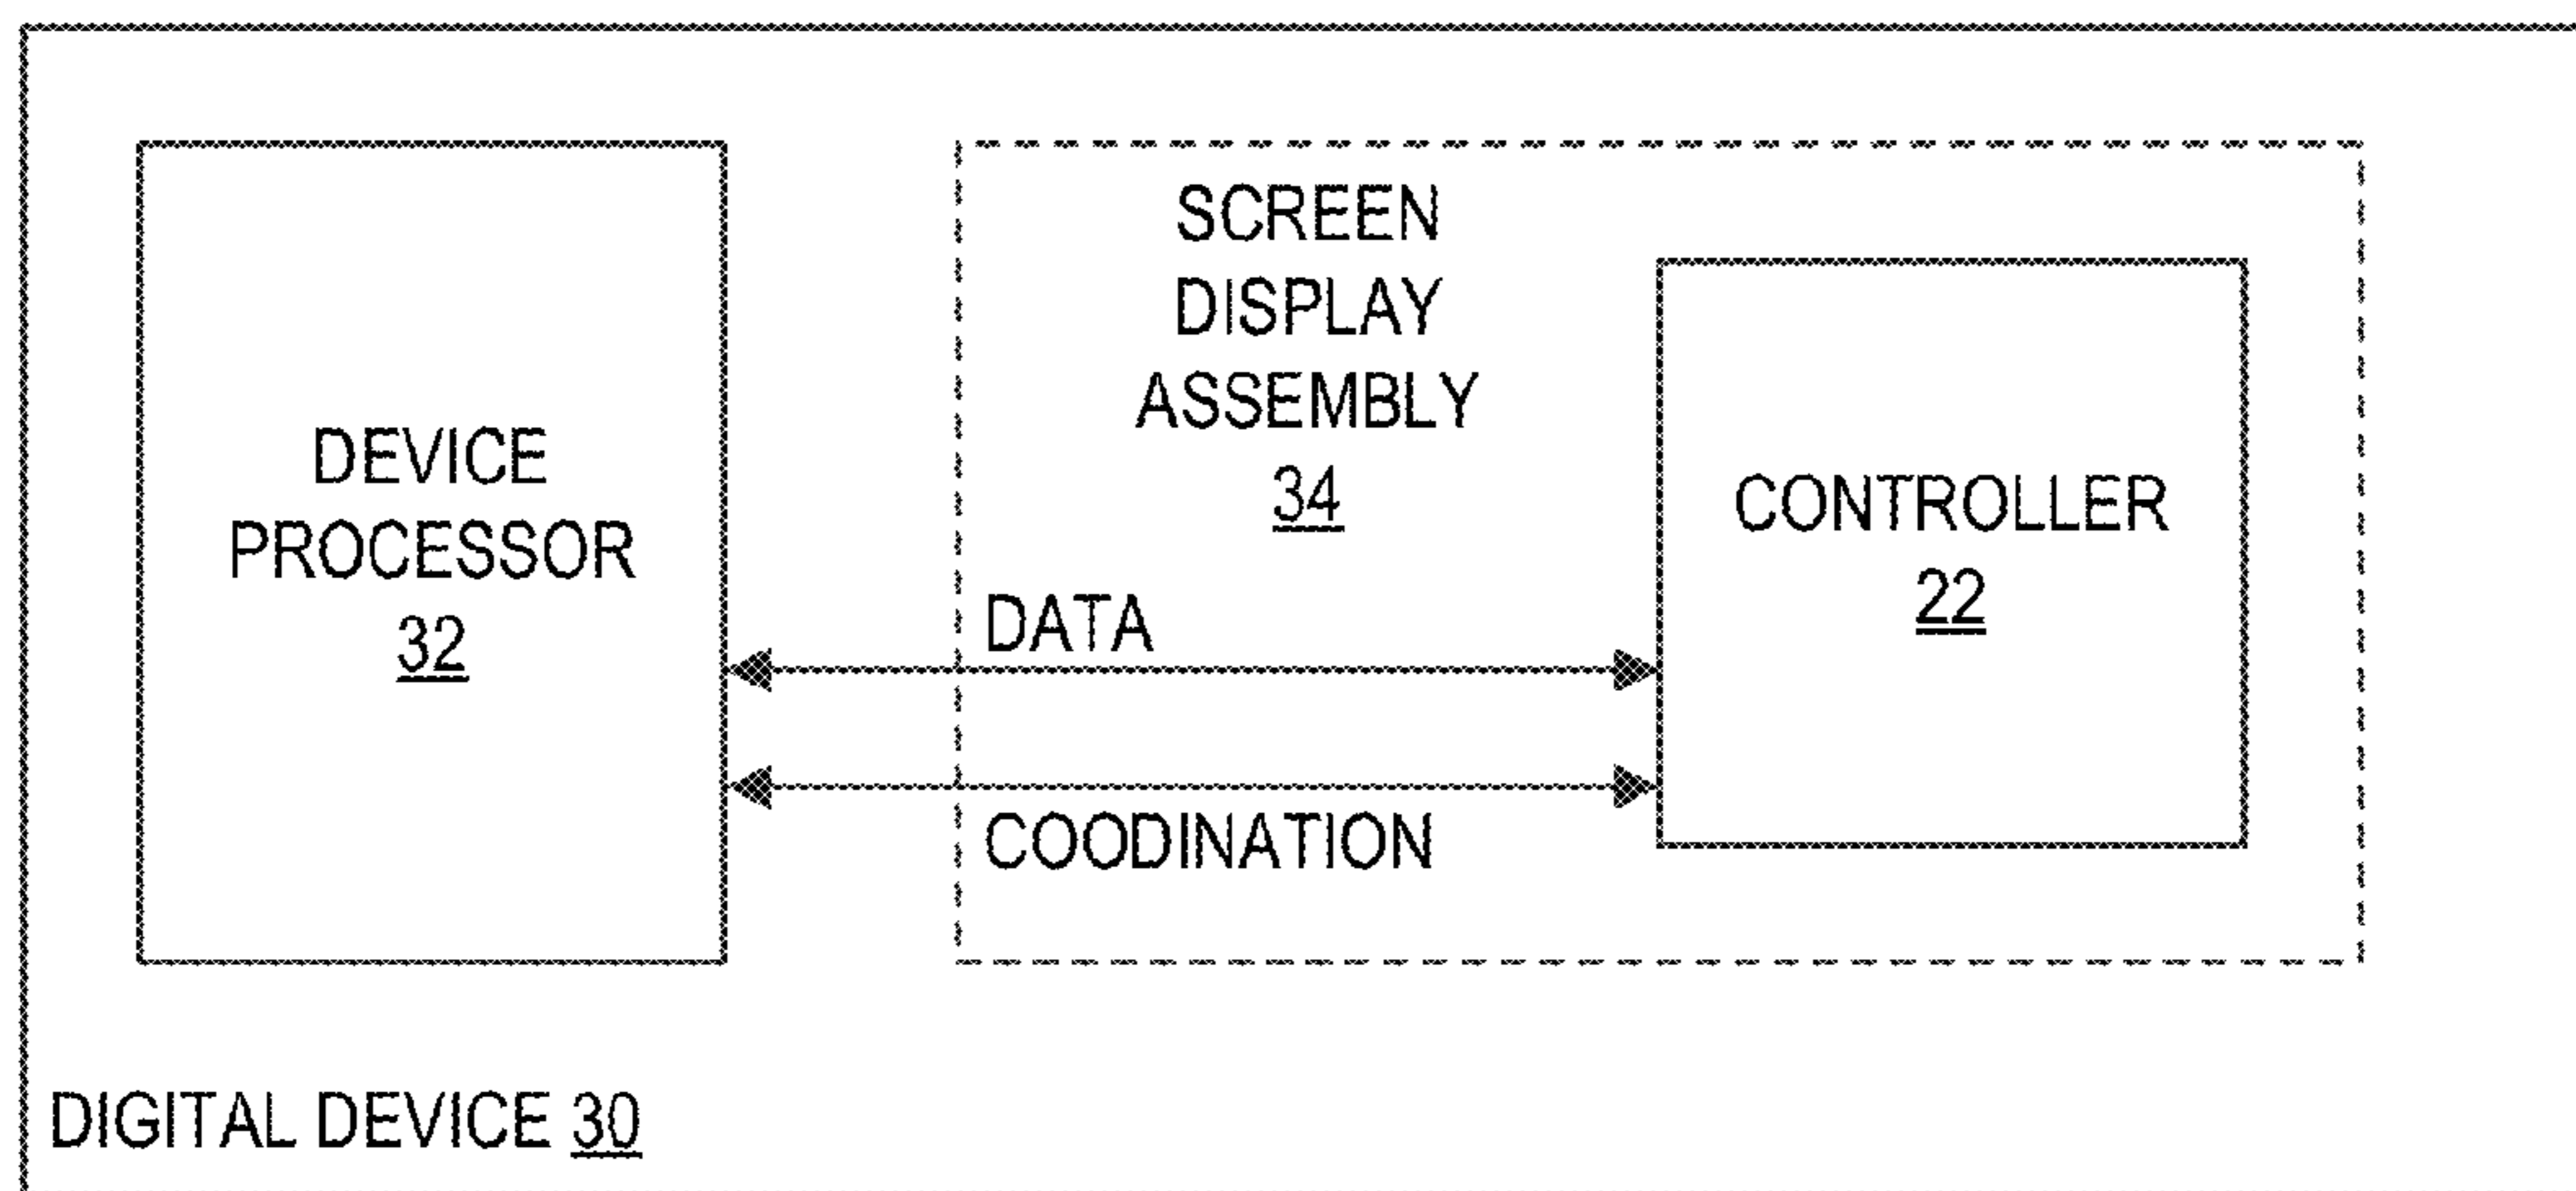 DEVICE
PROCESSOR
32
SCREEN
DISPLAY
ASSEMBLY
34
DATA
COODINATION
CONTROLLER
22
DIGITAL DEVICE 30